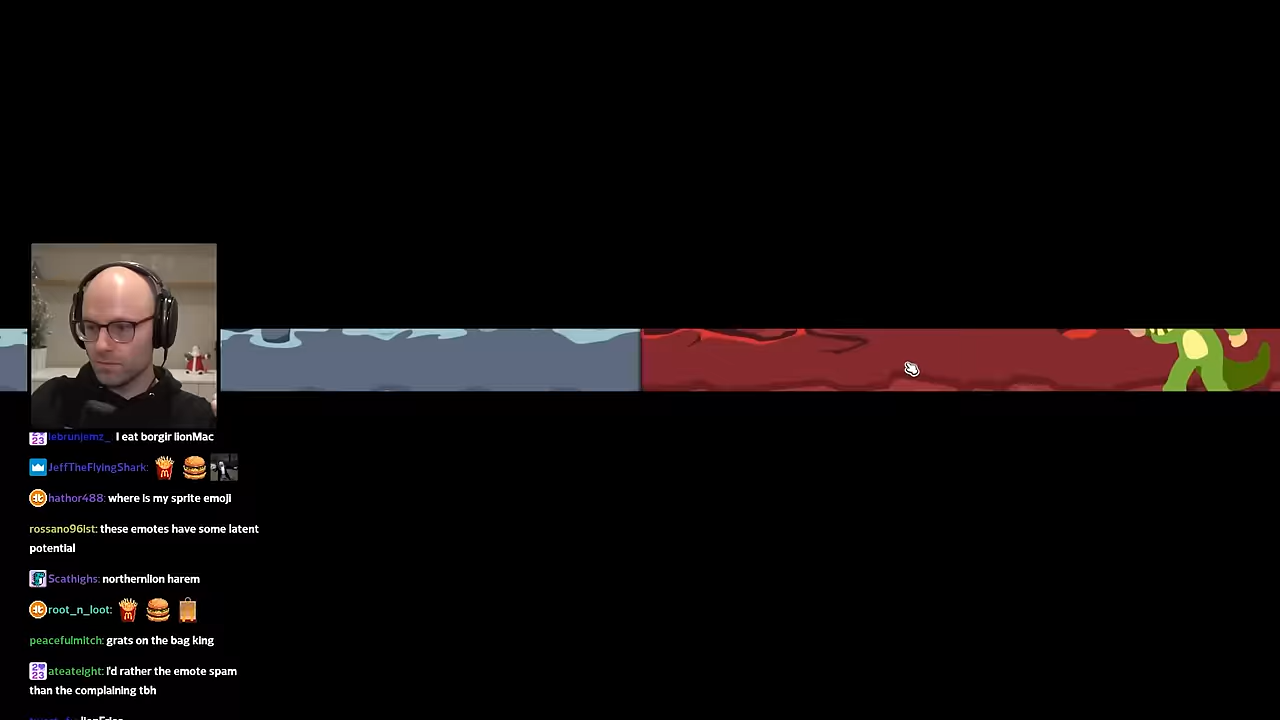 lebrunjemz_ I eat borgir lionMac
JeffTheFlyingShark:
hathor488: where is my sprite emoji
rossano96ist: these emotes have some latent
potential
Scathighs: northernlion harem
root_n_loot:
peacefulmitch: grats on the bag king
ateateight: I'd rather the emote spam
than the complaining tbh